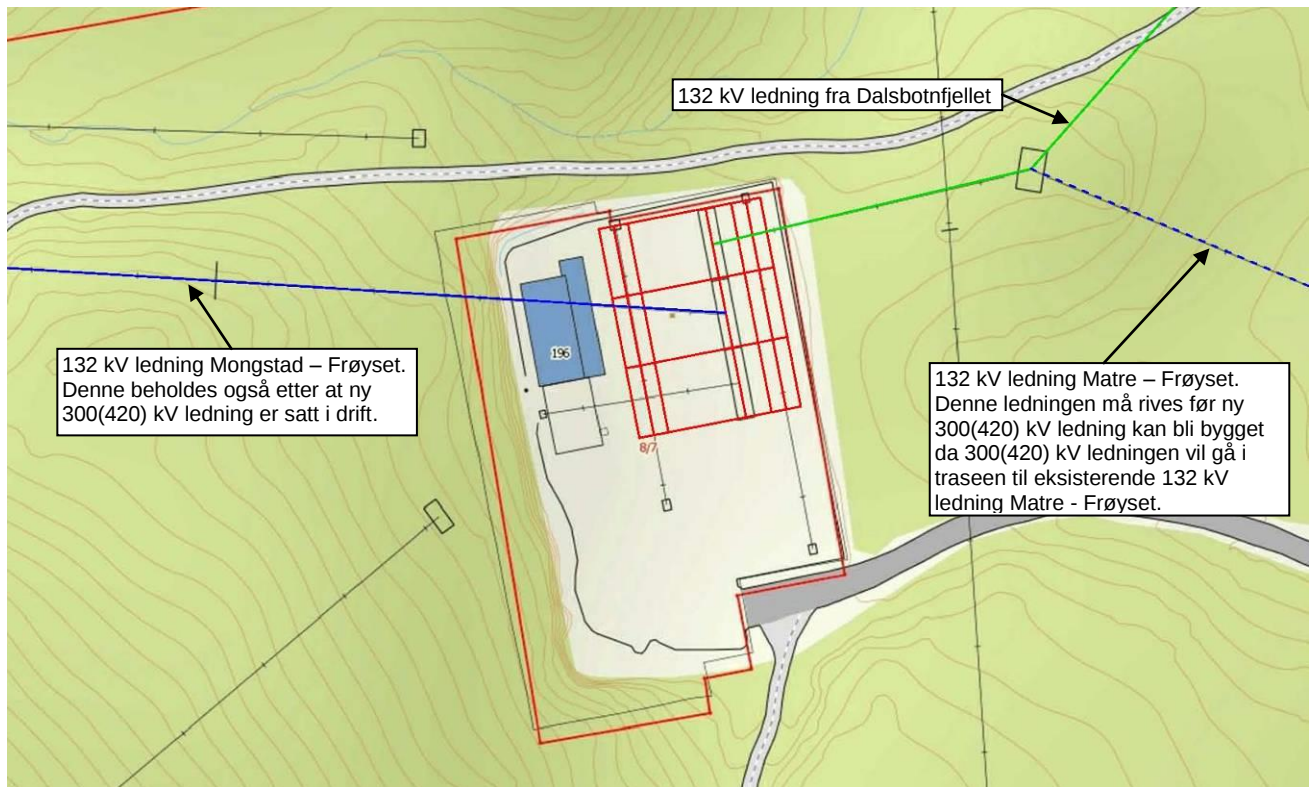 132 kV ledning fra Dalsbotnfjellet
132 kV ledning Mongstad – Frøyset.
Denne beholdes også etter at ny
300(420) kV ledning er satt i drift.
196
132 kV ledning Matre – Frøyset.
Denne ledningen må rives før ny
300(420) kV ledning kan bli bygget
da 300(420) kV ledningen vil gå i
traseen til eksisterende 132 kV
ledning Matre - Frøyset.
8/7